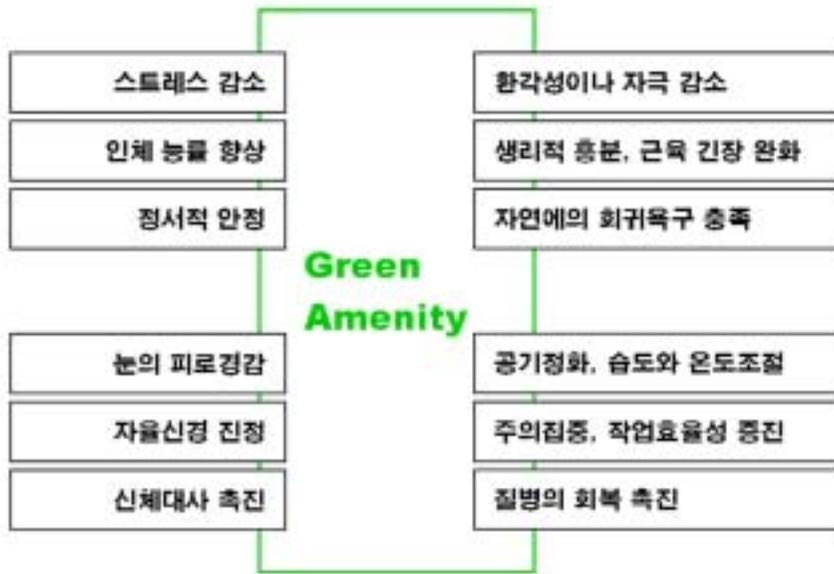 스트레스 감소
인체 능률 향상
정서적 안정
환각성이나 자극 감소
생리적 흥분, 근육 긴장 완화
자연에의 회귀욕구 충족
Green
Amenity
눈의 피로경감
자율신경 진정
신체대사 촉진
공기정화, 습도와 온도조절
주의집중, 작업효율성 증진
질병의 회복 촉진